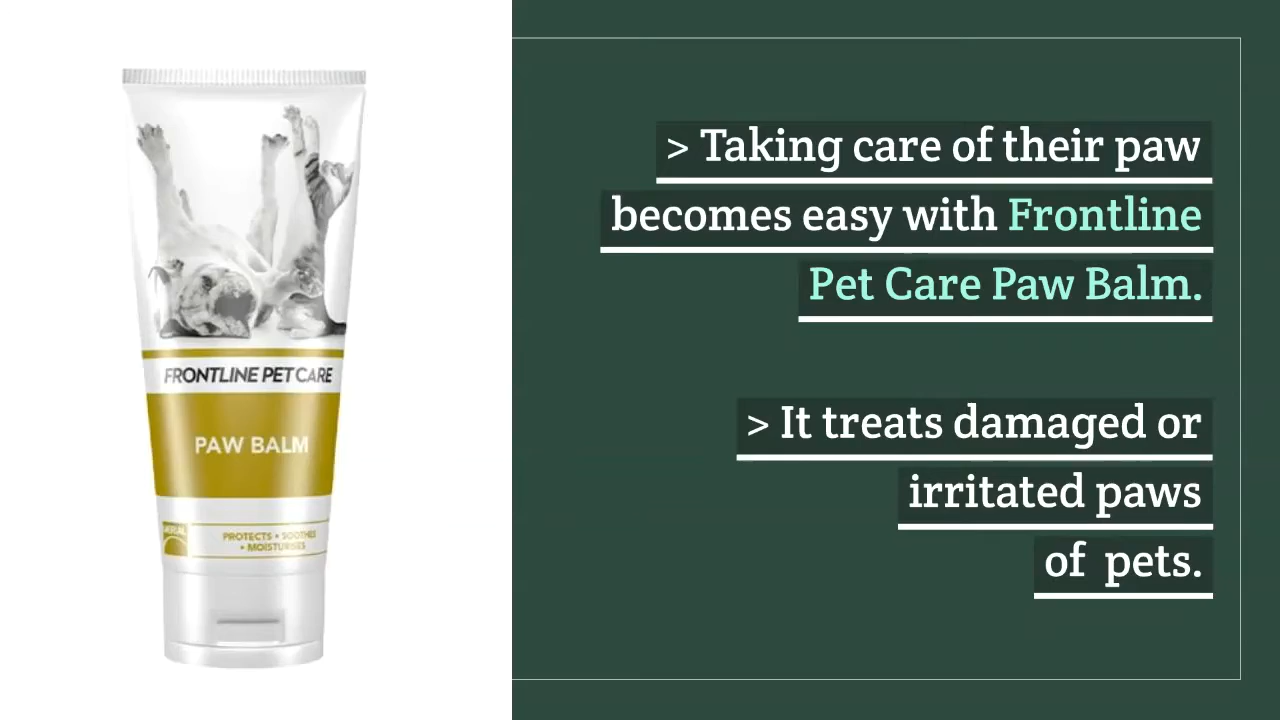 FRONTLINE PET CARE
PAW BALM
MERIAL
PROTECTS • SOOTHES
• MOISTURISES
> Taking care of their paw
becomes easy with Frontline
Pet Care Paw Balm.
> It treats damaged or
irritated paws
of pets.